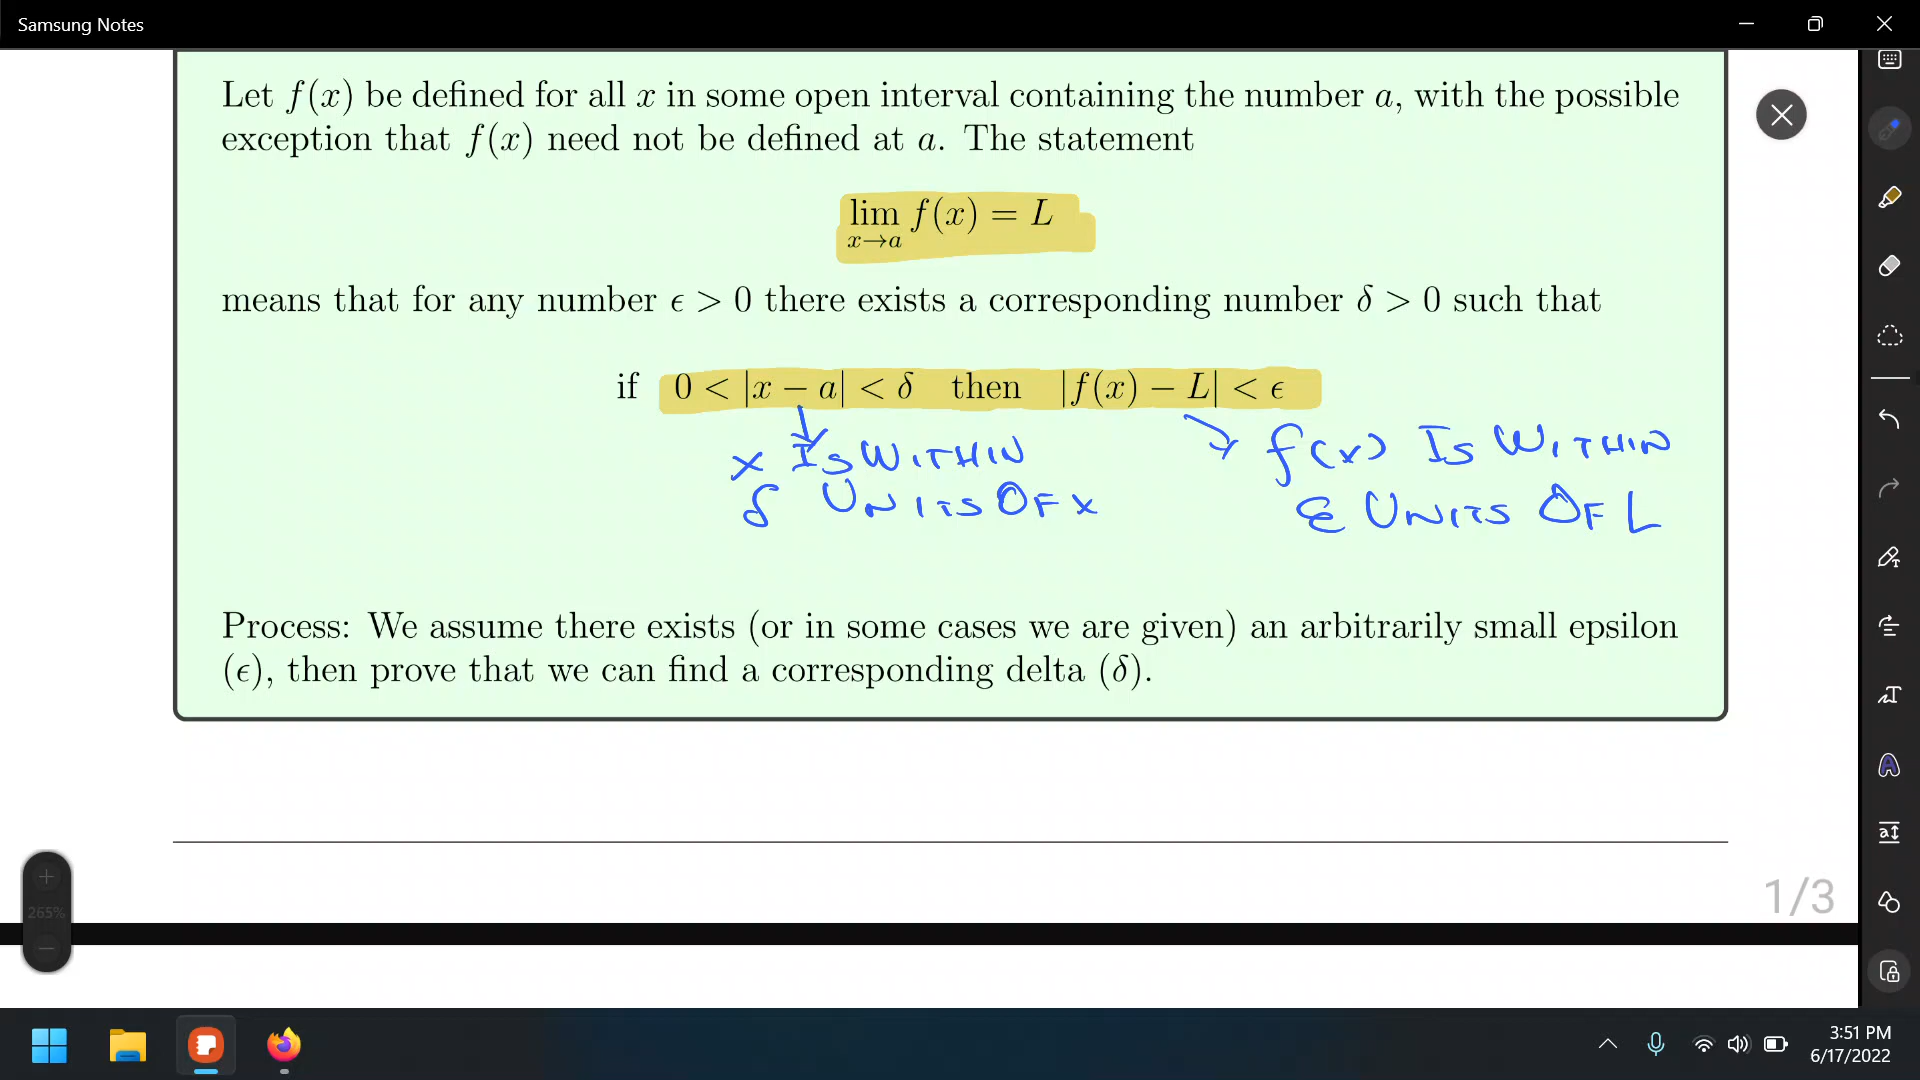 Samsung Notes
Let f(x) be defined for all x in some open interval containing the number a, with the possible
exception that f(x) need not be defined at a. The statement
lim f(x) = L
x→a
means that for any number ϵ > 0 there exists a corresponding number δ > 0 such that
if 0 < |x − a| < δ then |f(x) − L| < ϵ
x Is WITHIN
δ UNITS OF x
f(x) Is WITHIN
ε UNITS OF L
Process: We assume there exists (or in some cases we are given) an arbitrarily small epsilon
(ϵ), then prove that we can find a corresponding delta (δ).
265%
1/3
3:51 PM
6/17/2022